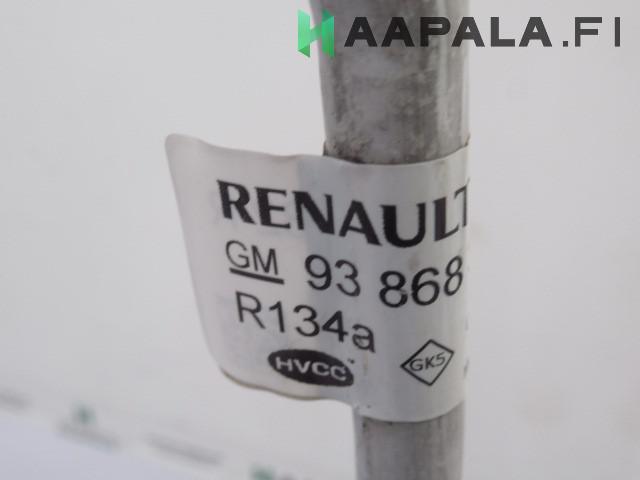 HAAPALA.FI
RENAULT
GM 93 868
R134a
HVCC GK5